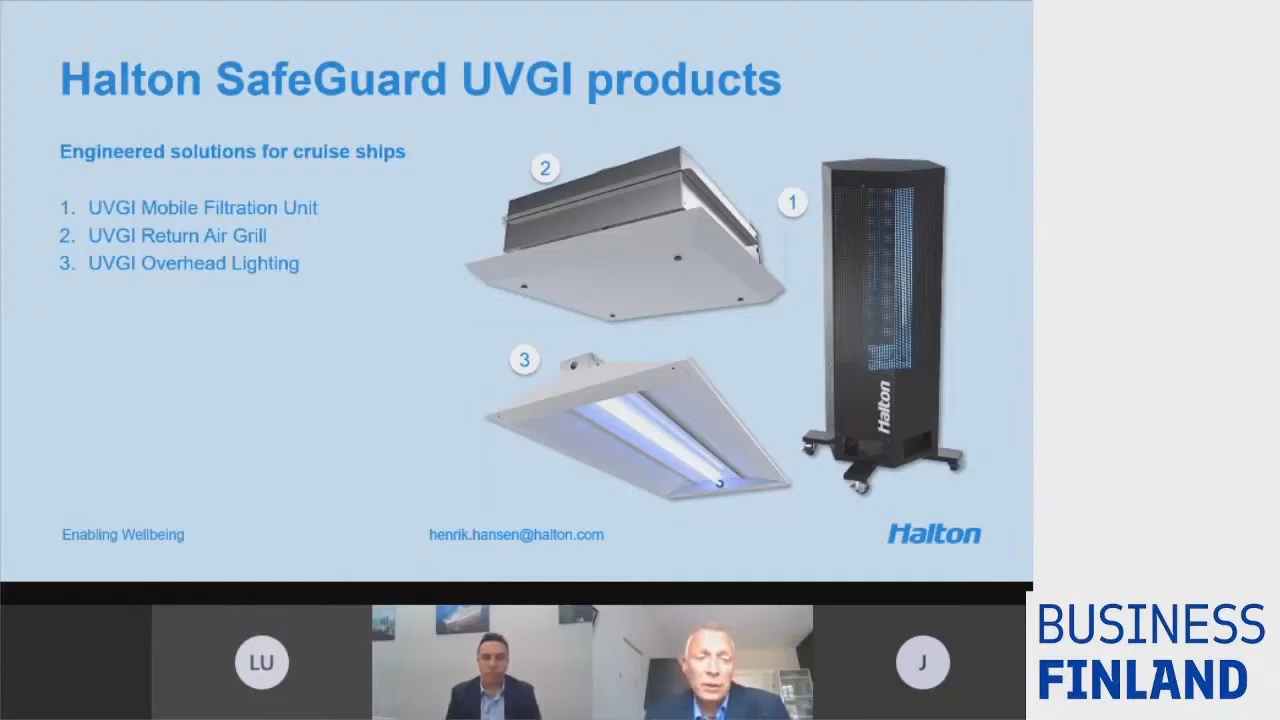 Halton SafeGuard UVGI products
Engineered solutions for cruise ships
1. UVGI Mobile Filtration Unit
2. UVGI Return Air Grill
3. UVGI Overhead Lighting
2
1
3
Halton
Enabling Wellbeing
henrik.hansen@halton.com
Halton
LU
J
BUSINESS
FINLAND